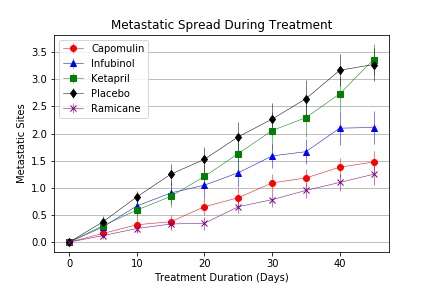 Metastatic Spread During Treatment
Capomulin
Infubinol
Ketapril
Placebo
Ramicane
Metastatic Sites
3.5
3.0
2.5
2.0
1.5
1.0
0.5
0.0
0
10
20
30
40
Treatment Duration (Days)